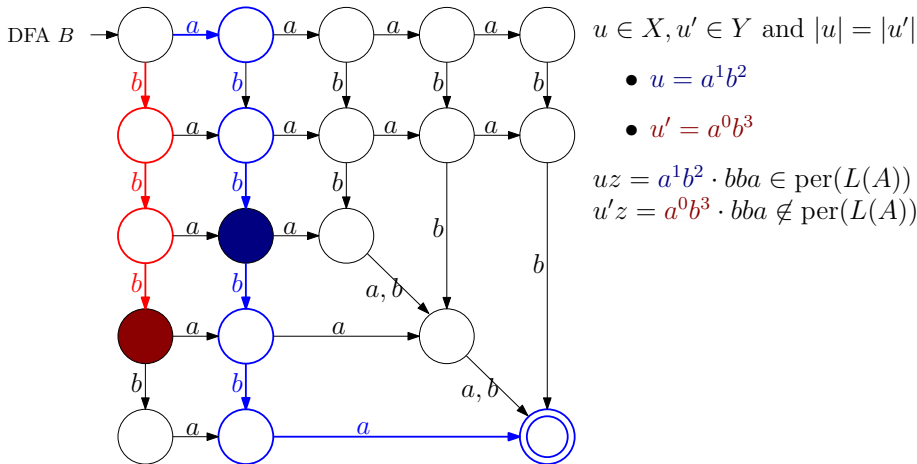 DFA B a a a a u ∈ X, u′ ∈ Y and |u| = |u′|
b b b b b • u = a¹b²
a a a a • u′ = a⁰b³
b b b uz = a¹b² · bba ∈ per(L(A))
a a u′z = a⁰b³ · bba ∉ per(L(A))
b b b b
a, b
a a
b b a, b
a a